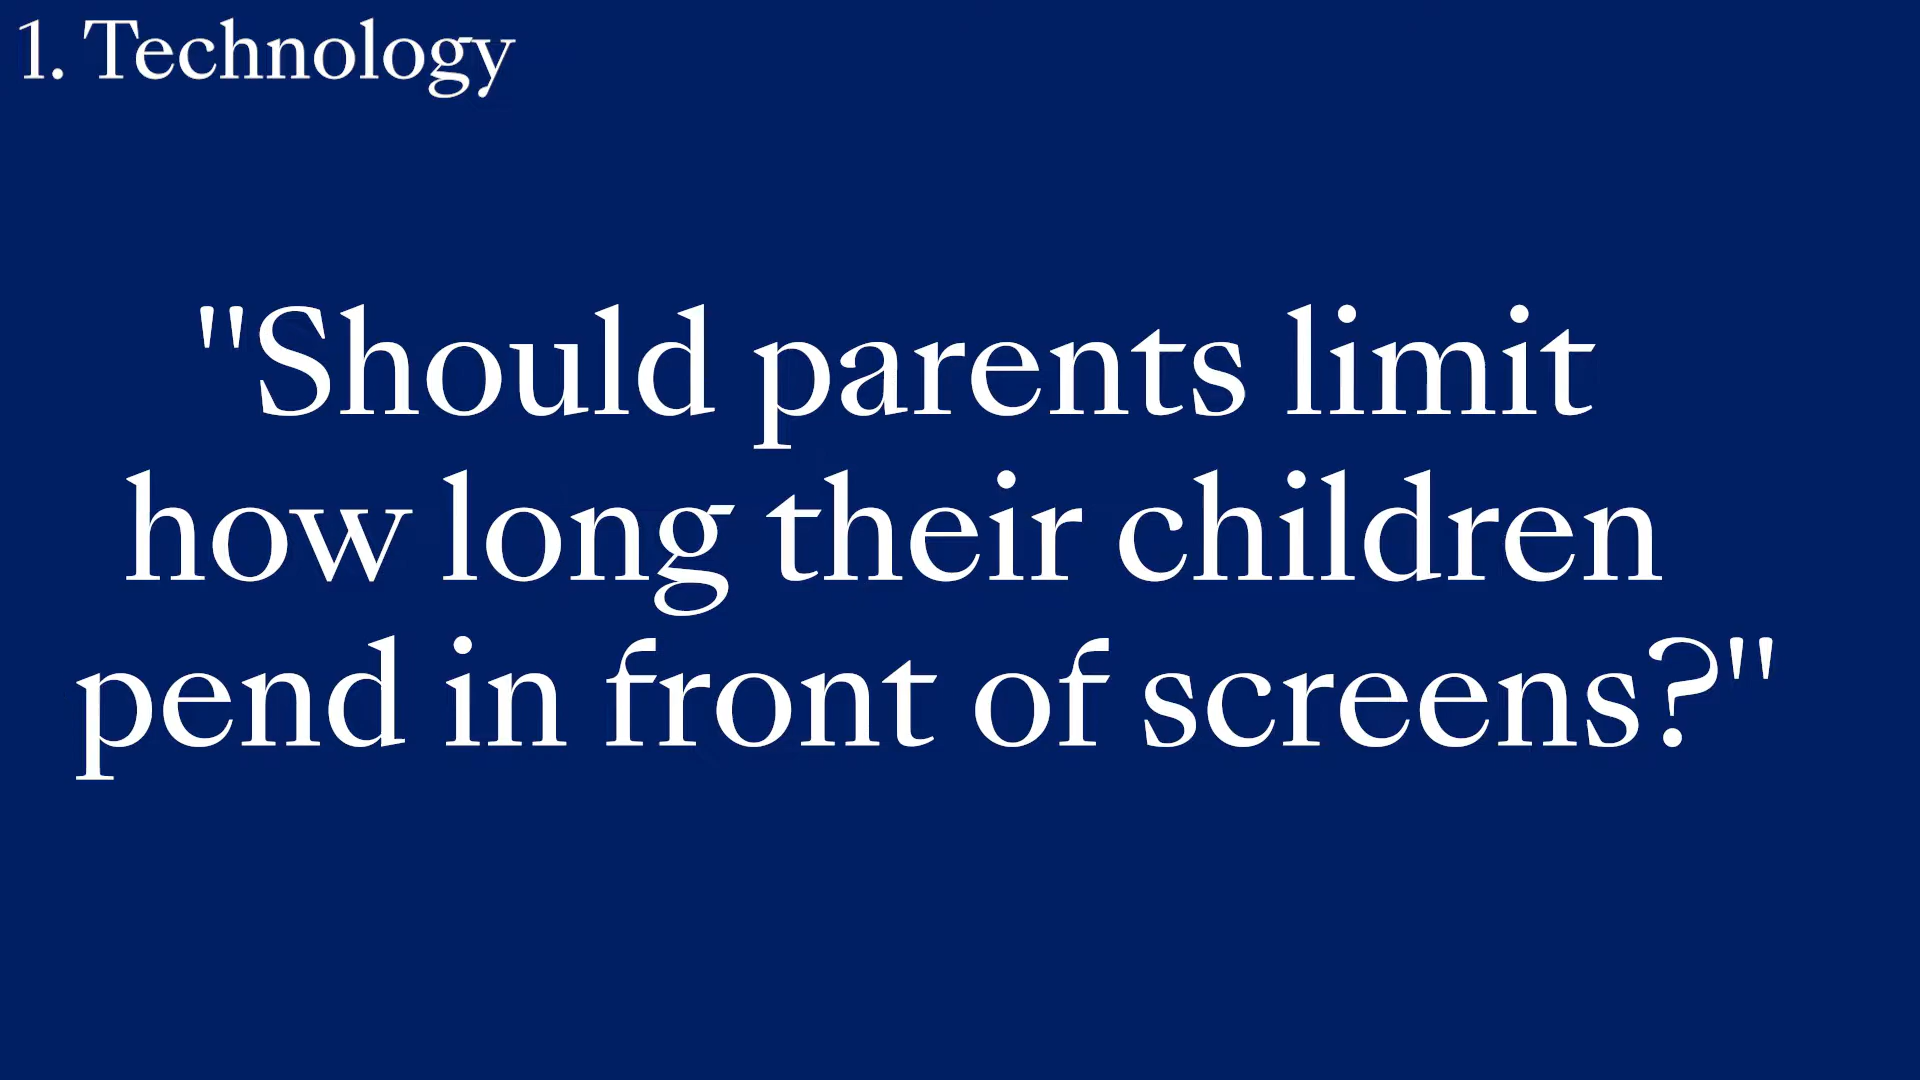 1. Technology
"Should parents limit
how long their children
pend in front of screens?"